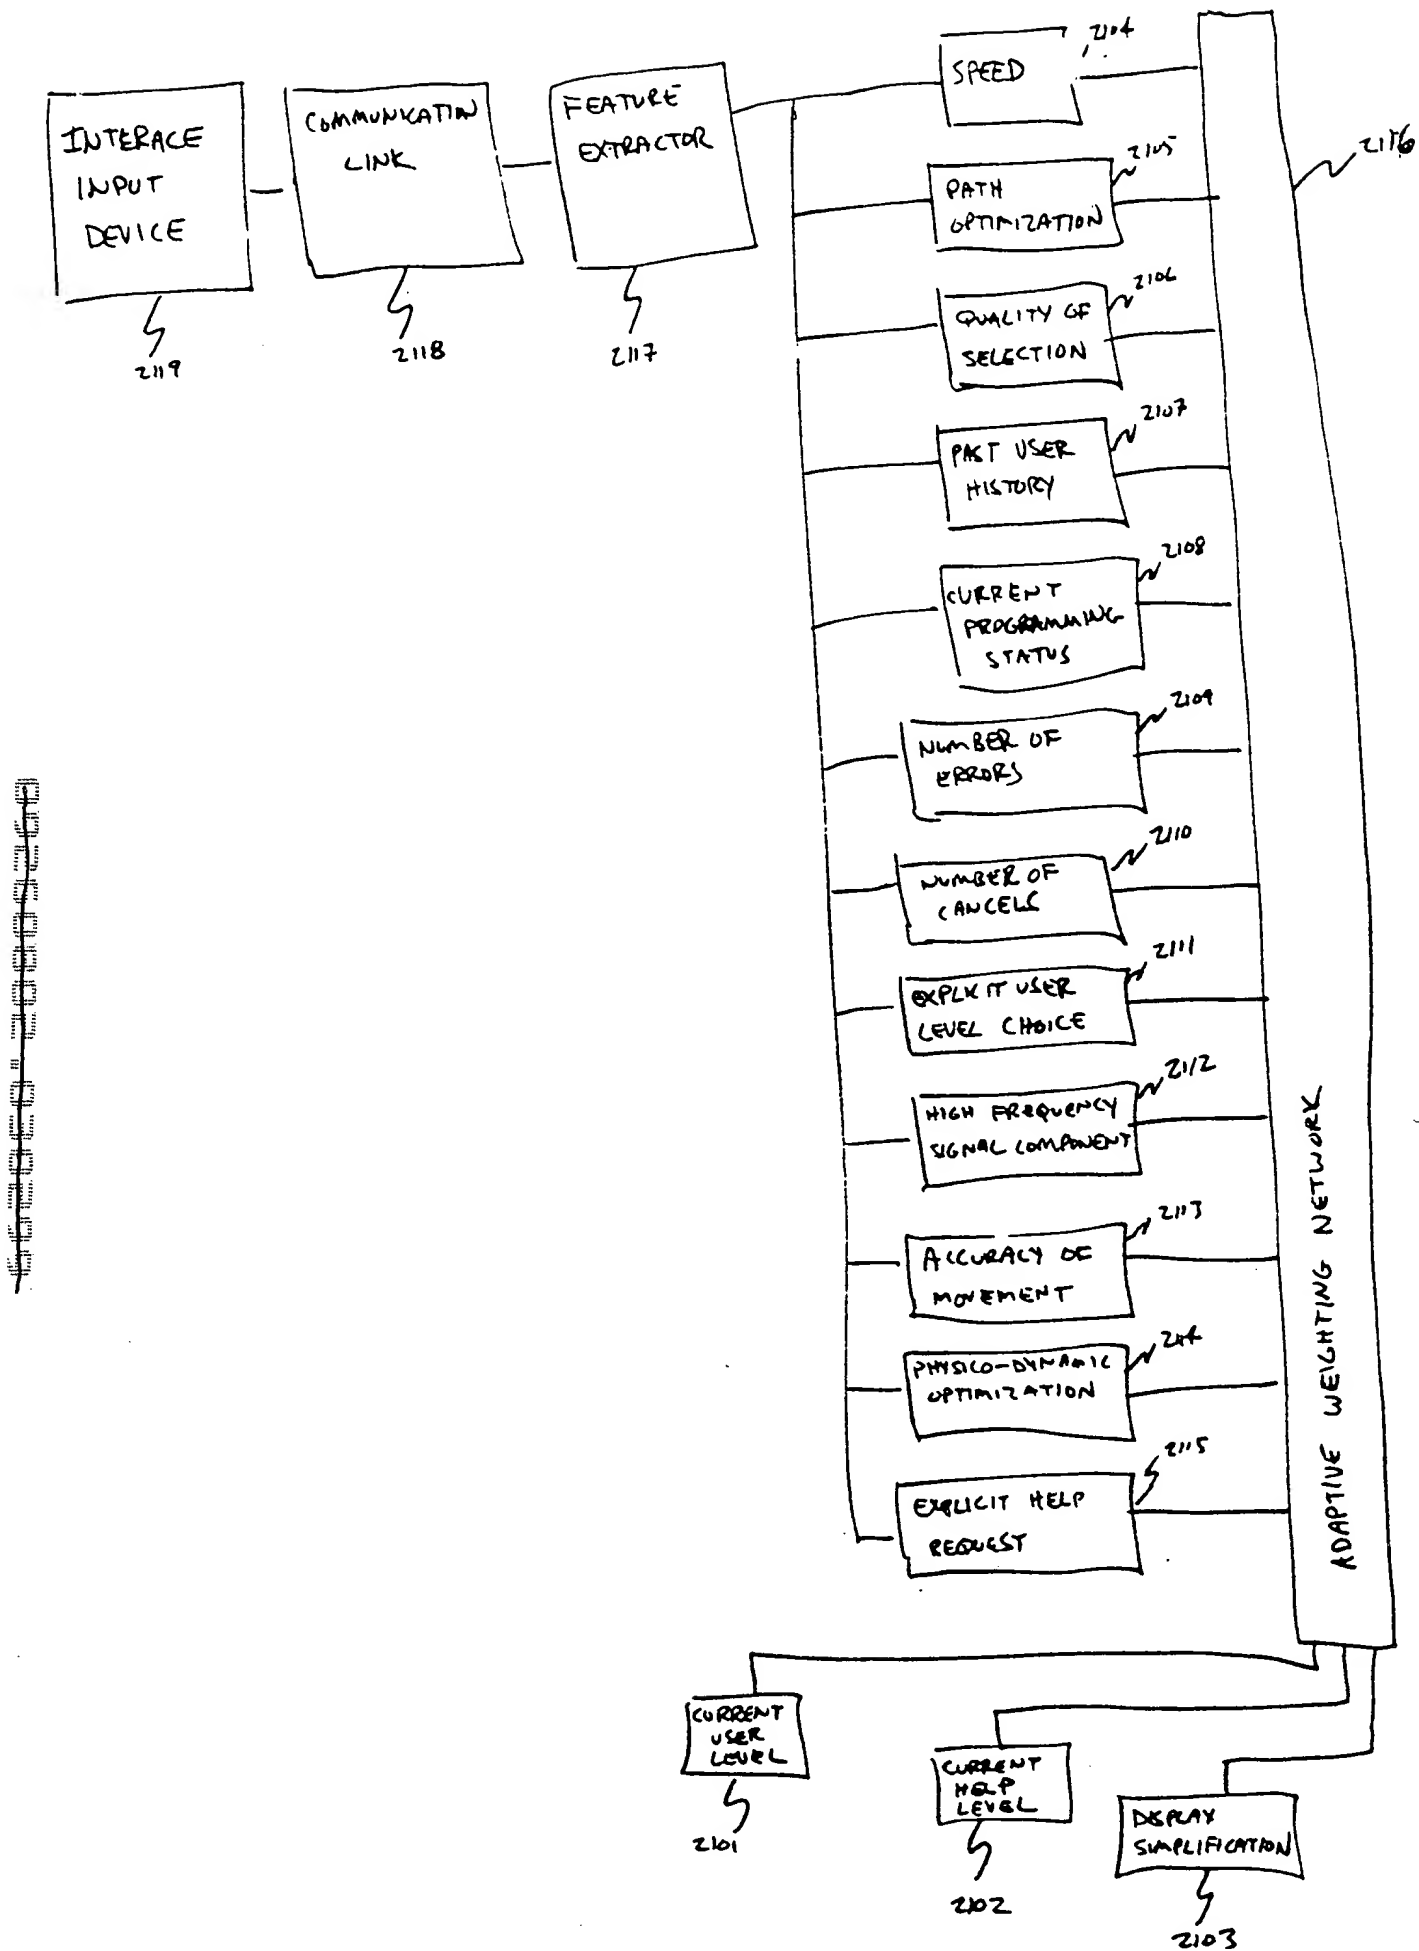 INTERACE
INPUT
DEVICE
2119
COMMUNICATION
LINK
2118
FEATURE
EXTRACTOR
2117
SPEED
2104
PATH
OPTIMIZATION
2105
QUALITY OF
SELECTION
2106
PAST USER
HISTORY
2107
CURRENT
PROGRAMMING
STATUS
2108
NUMBER OF
ERRORS
2109
NUMBER OF
CANCELS
2110
EXPLICIT USER
LEVEL CHOICE
2111
HIGH FREQUENCY
SIGNAL COMPONENT
2112
ACCURACY OF
MOVEMENT
2113
PHYSICO-DYNAMIC
OPTIMIZATION
EXPLICIT HELP
REQUEST
2115
2116
ADAPTIVE WEIGHTING NETWORK
CURRENT
USER
LEVEL
2101
CURRENT
HELP
LEVEL
2102
DISPLAY
SIMPLIFICATION
2103